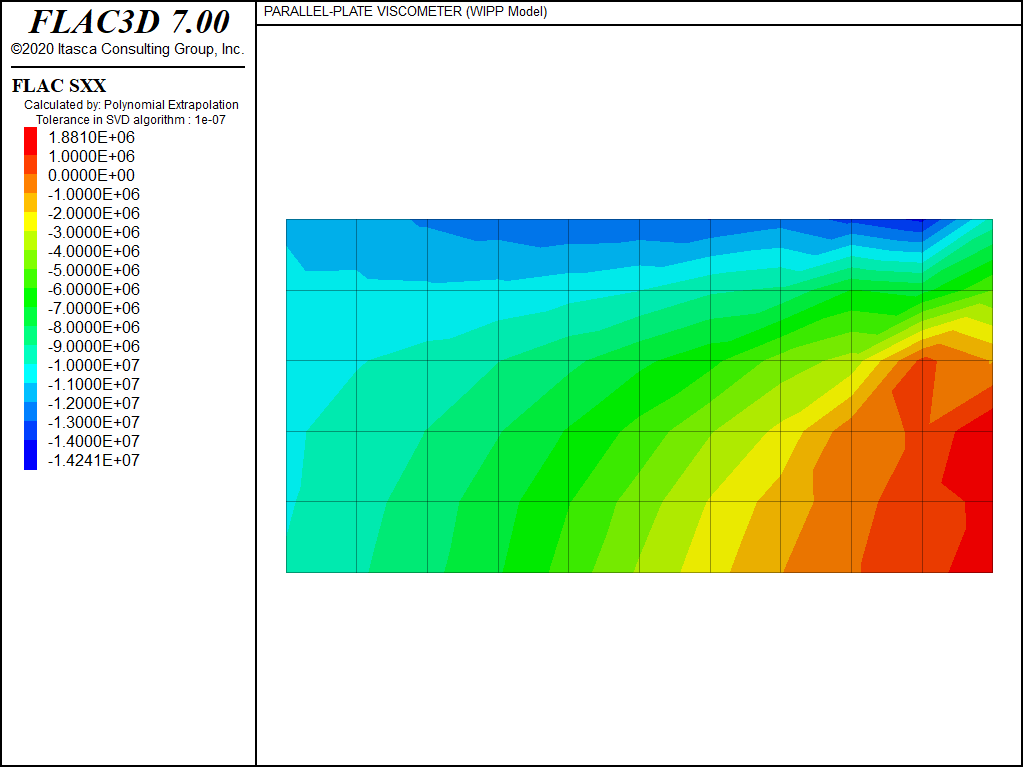 FLAC3D 7.00
©2020 Itasca Consulting Group, Inc.
FLAC SXX
Calculated by: Polynomial Extrapolation
Tolerance in SVD algorithm : 1e-07
1.8810E+06
1.0000E+06
0.0000E+00
-1.0000E+06
-2.0000E+06
-3.0000E+06
-4.0000E+06
-5.0000E+06
-6.0000E+06
-7.0000E+06
-8.0000E+06
-9.0000E+06
-1.0000E+07
-1.1000E+07
-1.2000E+07
-1.3000E+07
-1.4000E+07
-1.4241E+07
PARALLEL-PLATE VISCOMETER (WIPP Model)